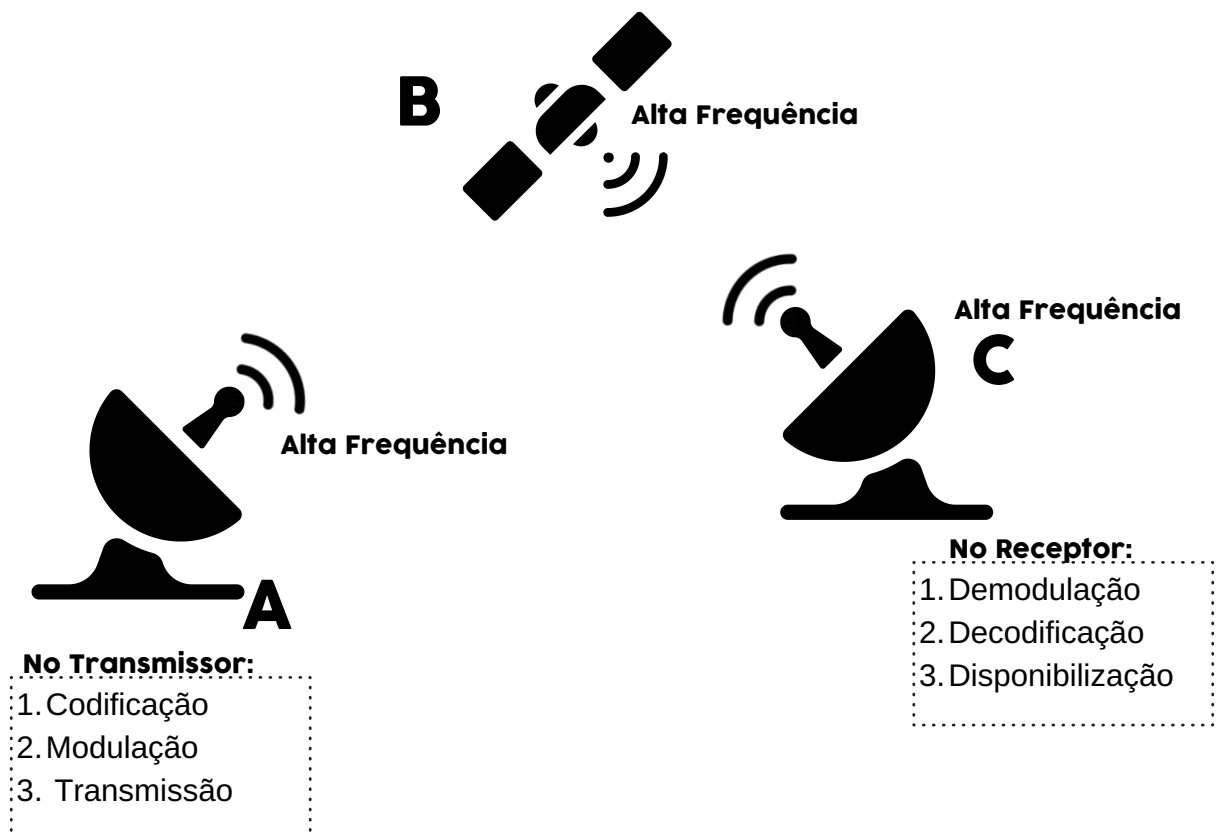 B
Alta Frequência
Alta Frequência
C
Alta Frequência
A
No Transmissor:
1. Codificação
2. Modulação
3. Transmissão
No Receptor:
1. Demodulação
2. Decodificação
3. Disponibilização